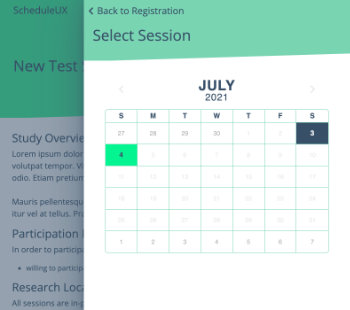 ScheduleUX
Back to Registration
Select Session
New Test
JULY
2021
S M T W T F S
27 28 29 30 1 2 3
4 5 6 7 8 9 10
11 12 13 14 15 16 17
18 19 20 21 22 23 24
25 26 27 28 29 30 31
1 2 3 4 5 6 7
Study Overvie
Lorem ipsum dolor
volutpat tempor. V
odio. Etiam pretiun
Mauris pellentesqu
itur vel at tellus. Pra
Participation
In order to particip
willing to particip
Research Loca
All sessions are in-p